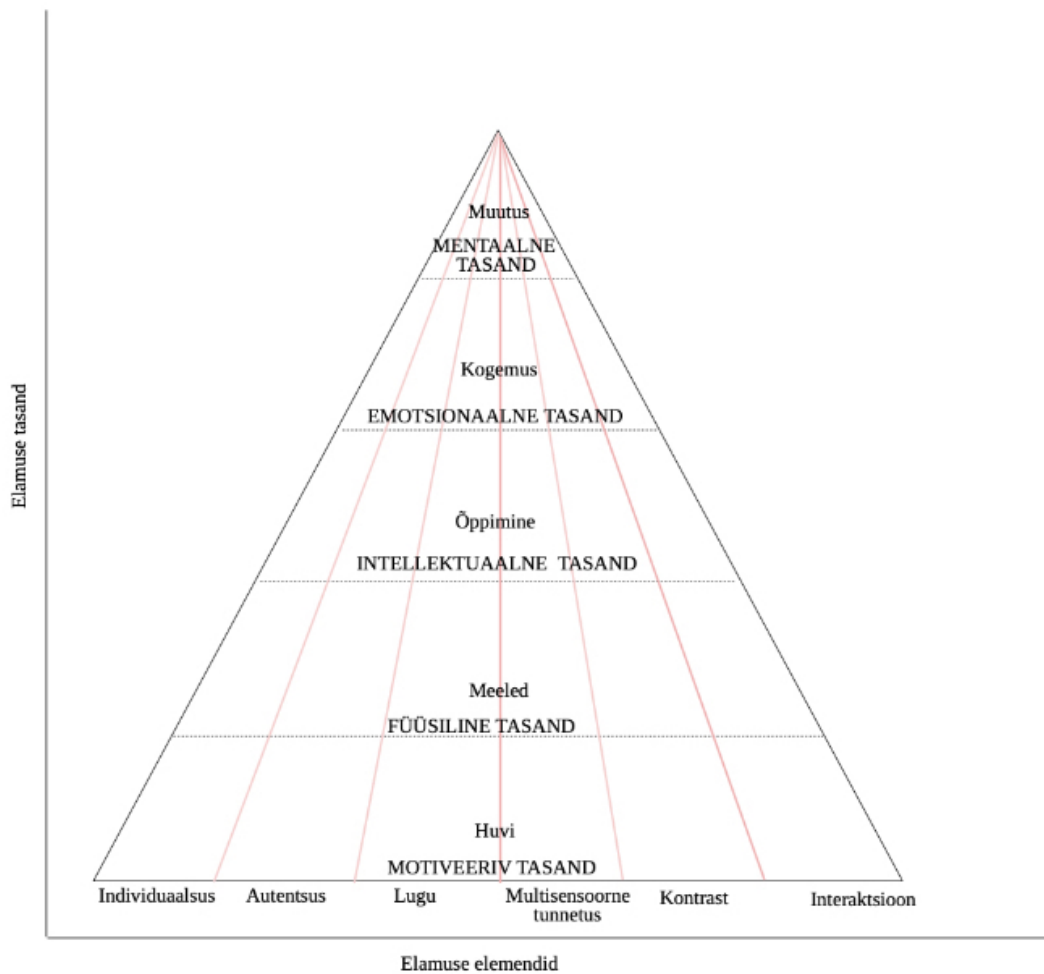 Muutus
MENTAALNE
TASAND
Kogemus
EMOTSIONAALNE TASAND
Elamuse tasand
Õppimine
INTELLEKTUAALNE TASAND
Meeled
FÜÜSILINE TASAND
Huvi
MOTIVEERIV TASAND
Individuaalsus
Autentsus
Lugu
Multisensoorne
tunnetus
Kontrast
Interaktsioon
Elamuse elemendid